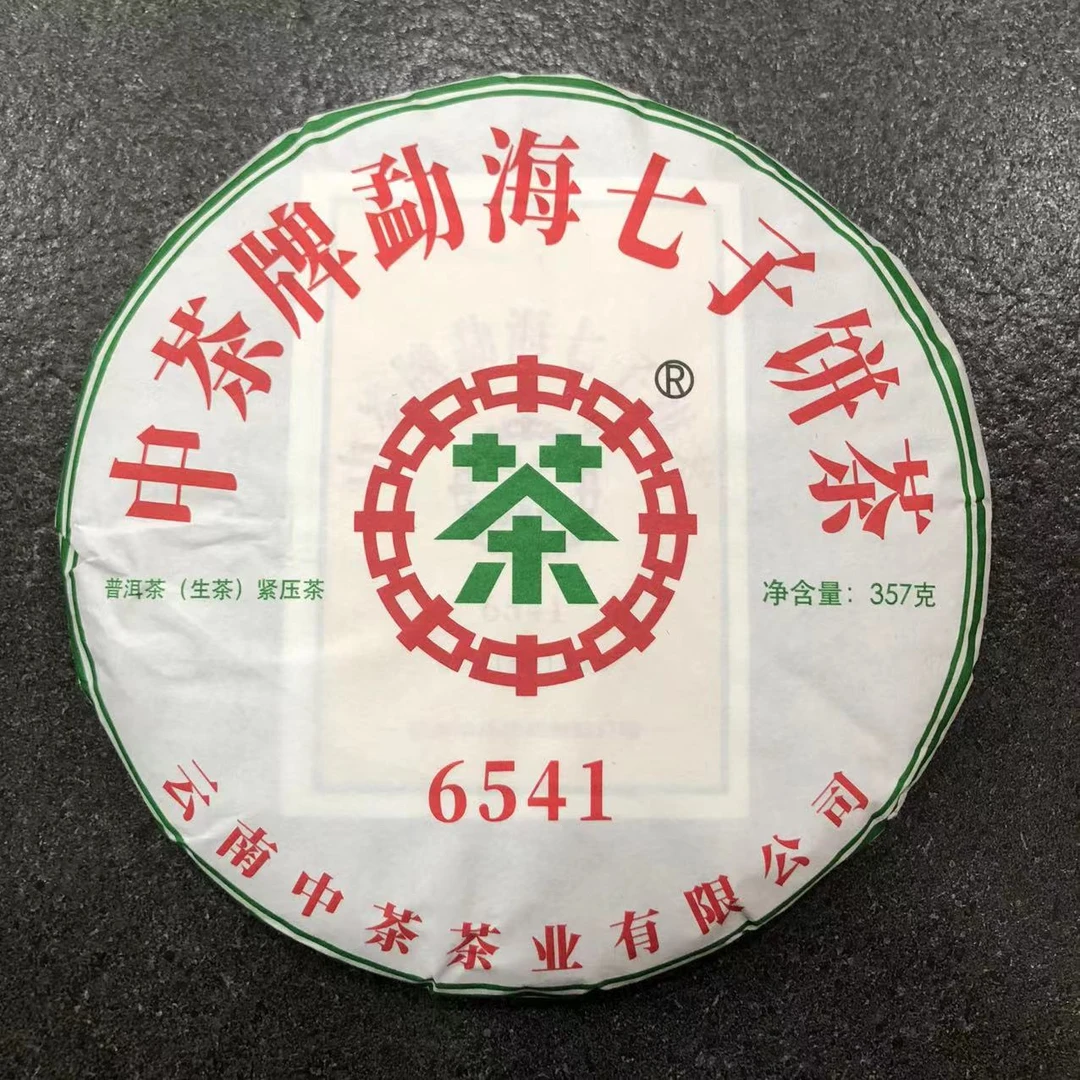 中茶牌勐海七子饼茶
®
茶
普洱茶（生茶）紧压茶
净含量：357克
6541
云南中茶茶业有限公司